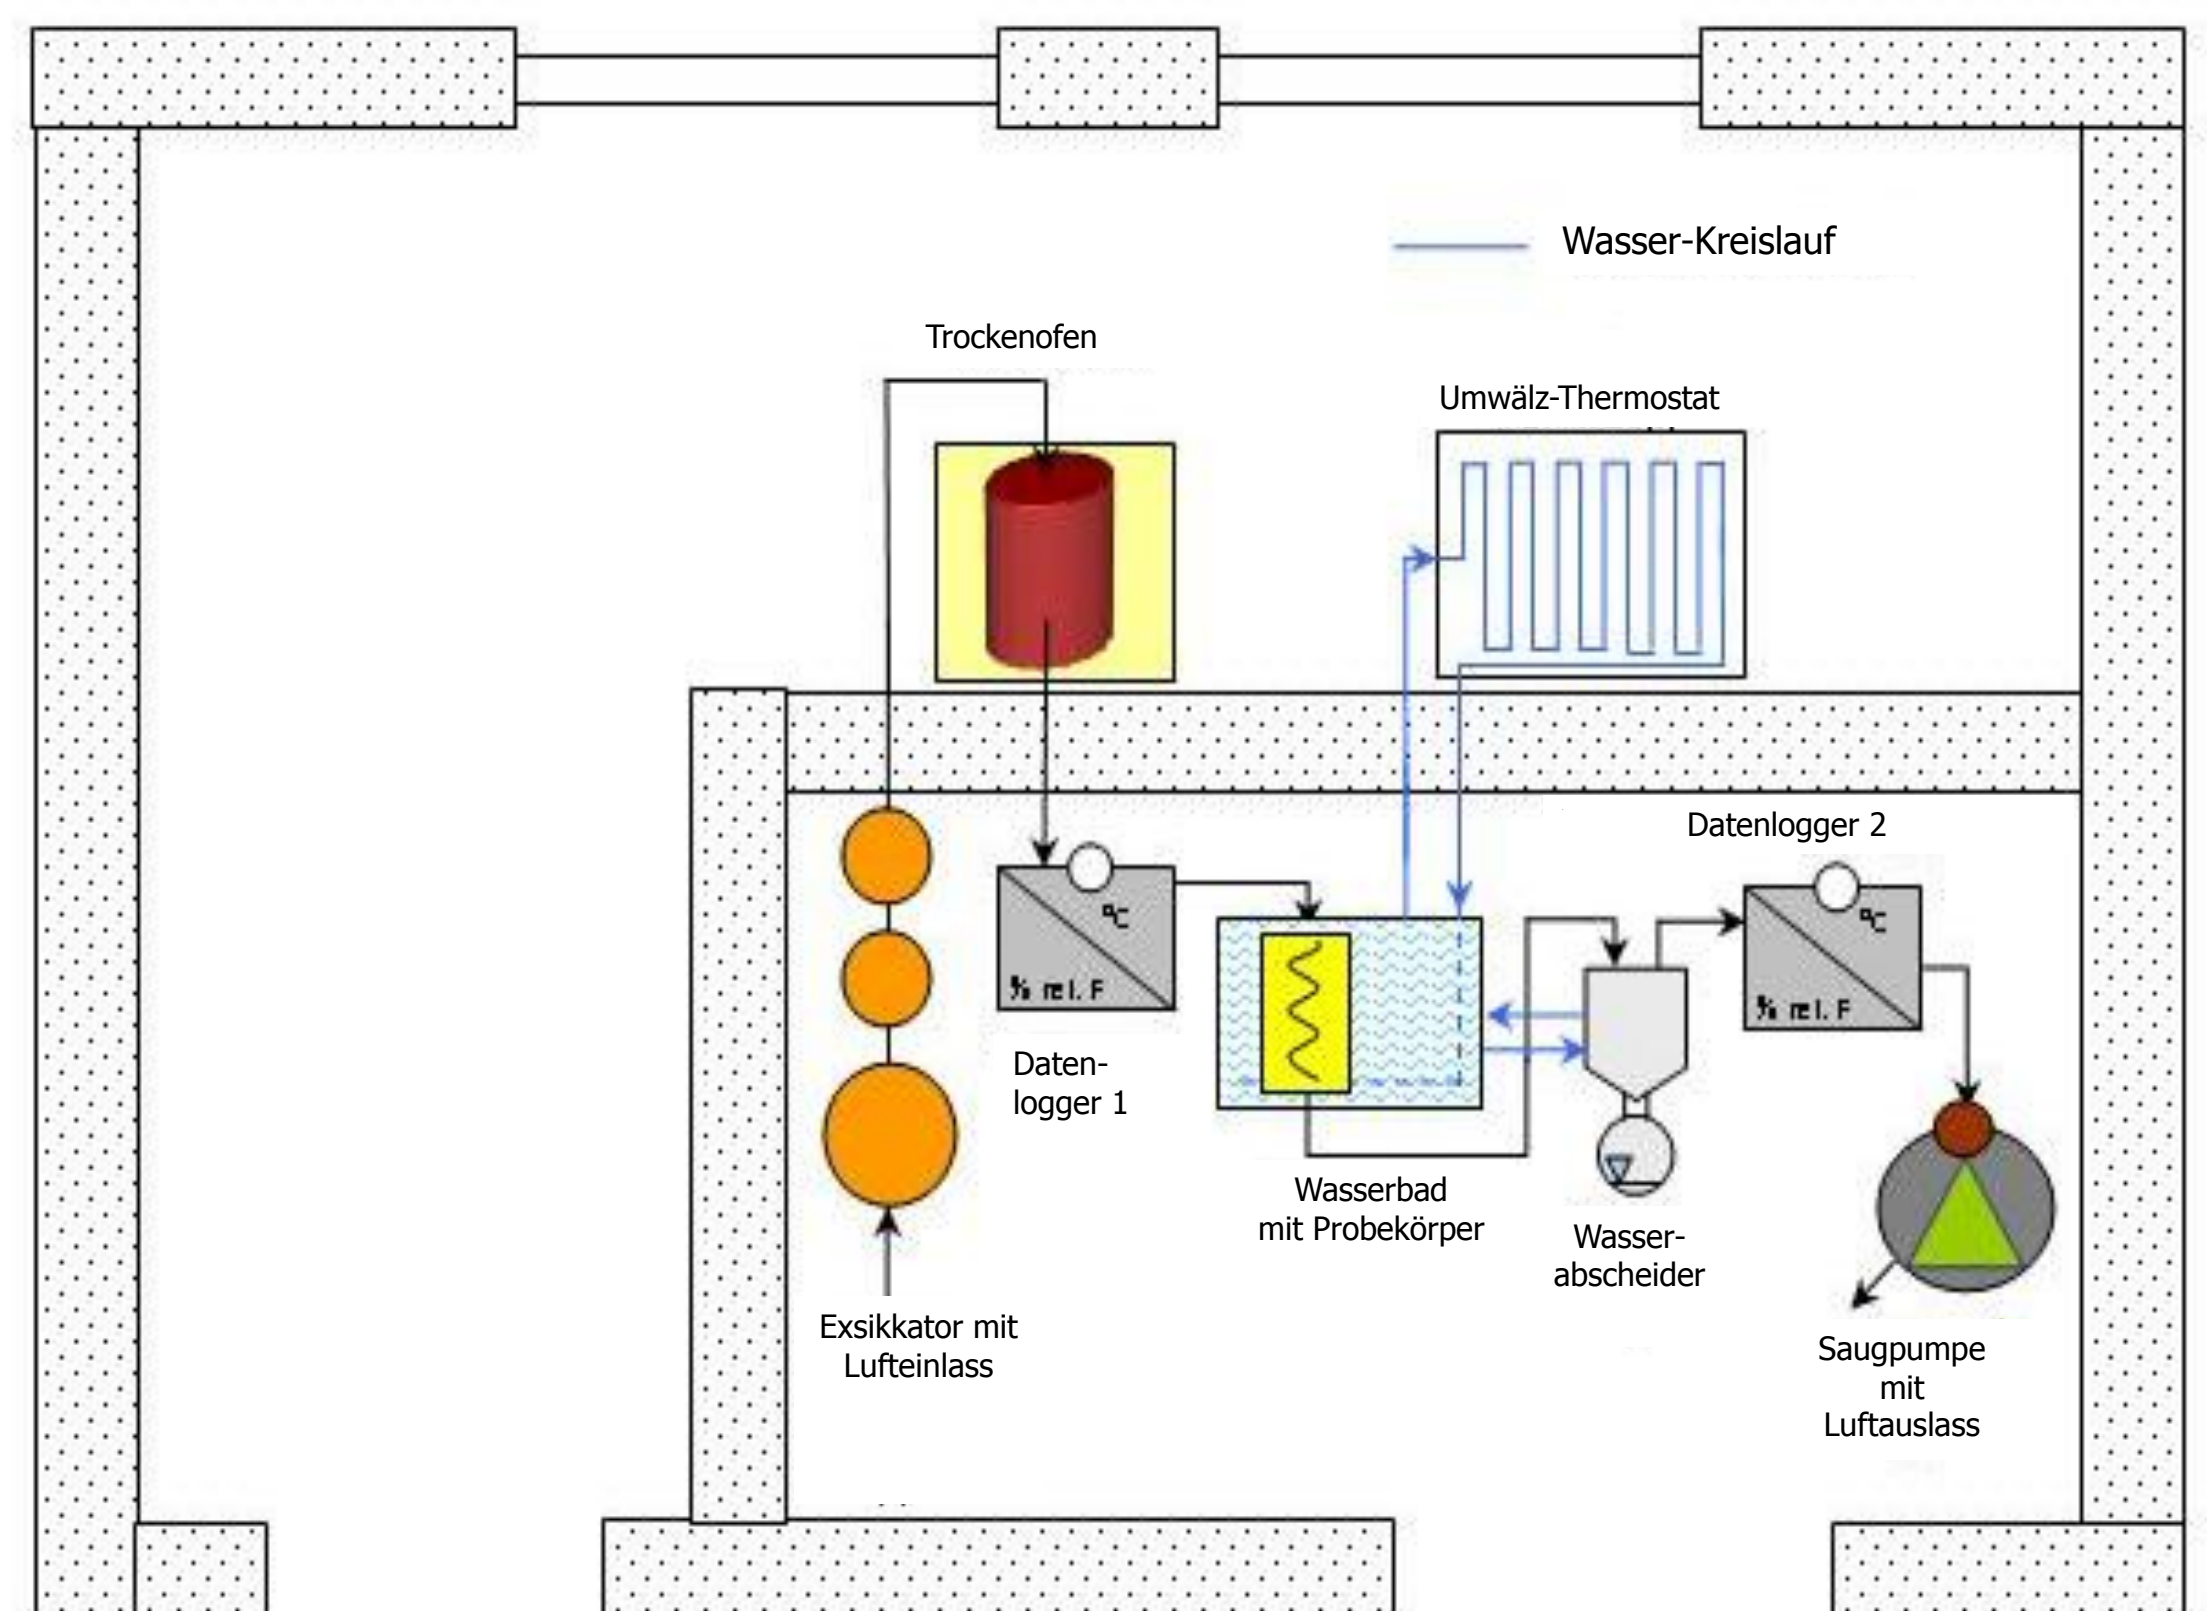 Wasser-Kreislauf
Trockenofen
Umwälz-Thermostat
Datenlogger 2
°C
% rel. F
Daten-
logger 1
°C
% rel. F
Wasserbad
mit Probekörper
Wasser-
abscheider
Exsikkator mit
Lufteinlass
Saugpumpe
mit
Luftauslass